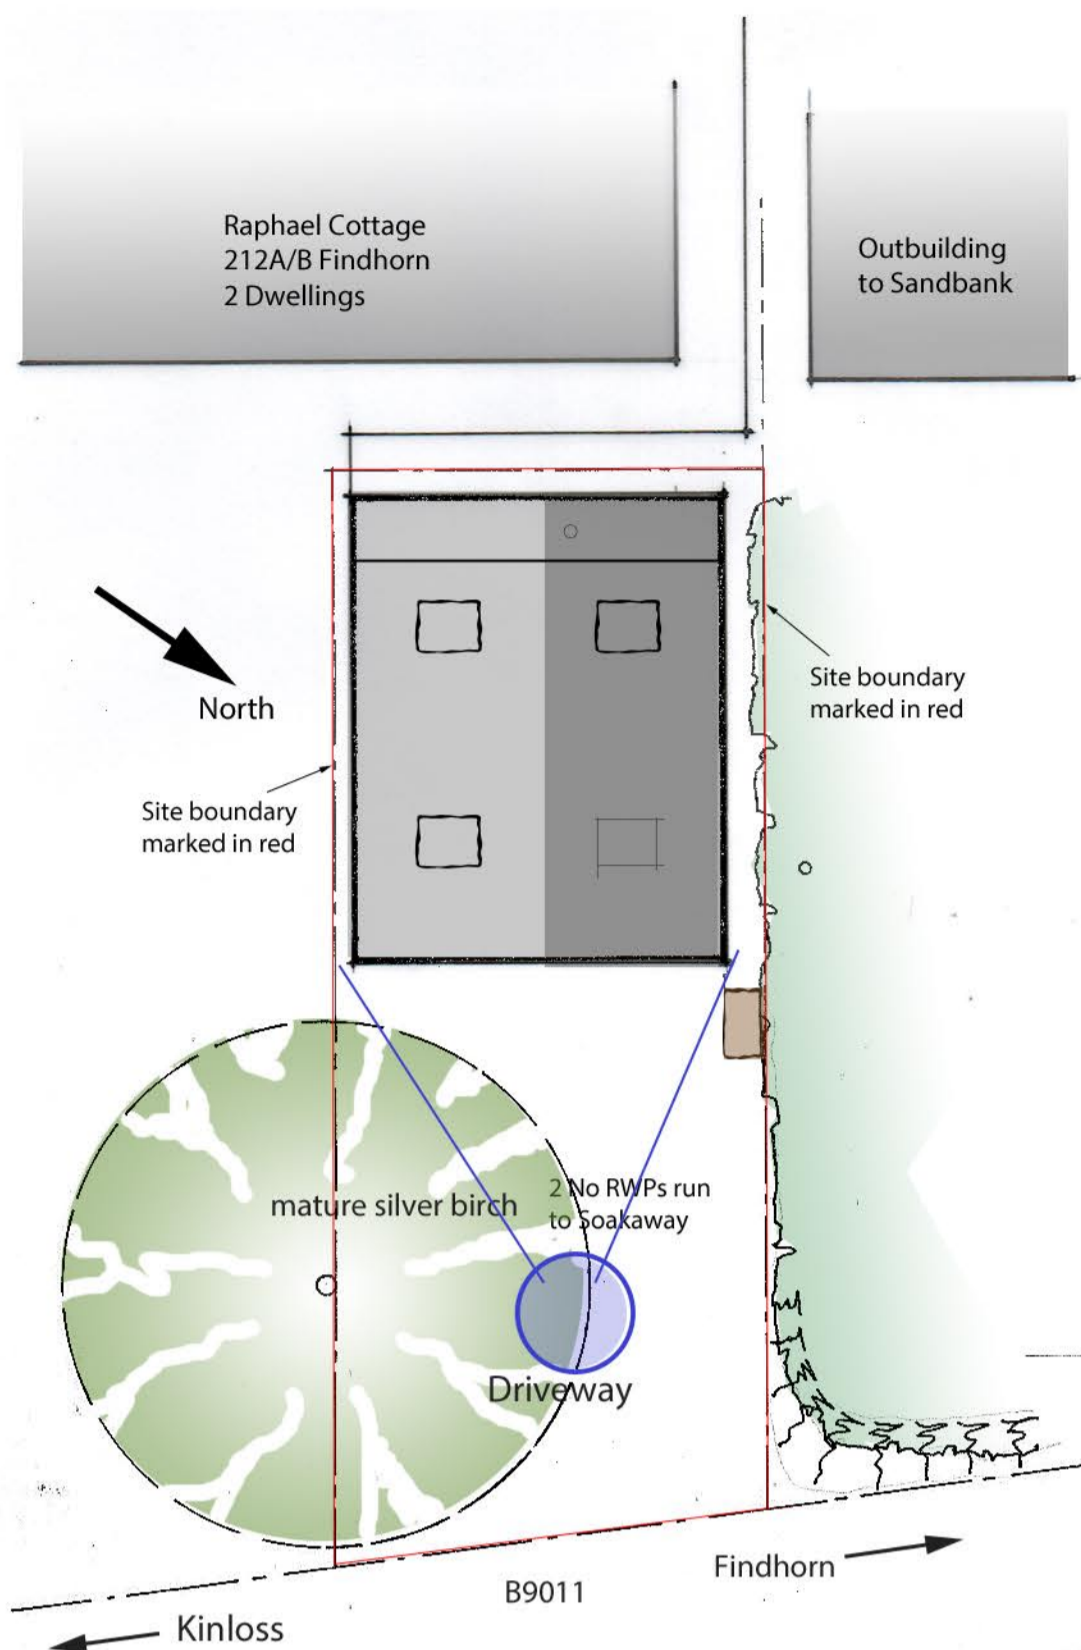 Raphael Cottage
212A/B Findhorn
2 Dwellings
Outbuilding
to Sandbank
North
Site boundary
marked in red
Site boundary
marked in red
mature silver birch
2 No RWPs run
to Soakaway
Driveway
Findhorn
B9011
Kinloss